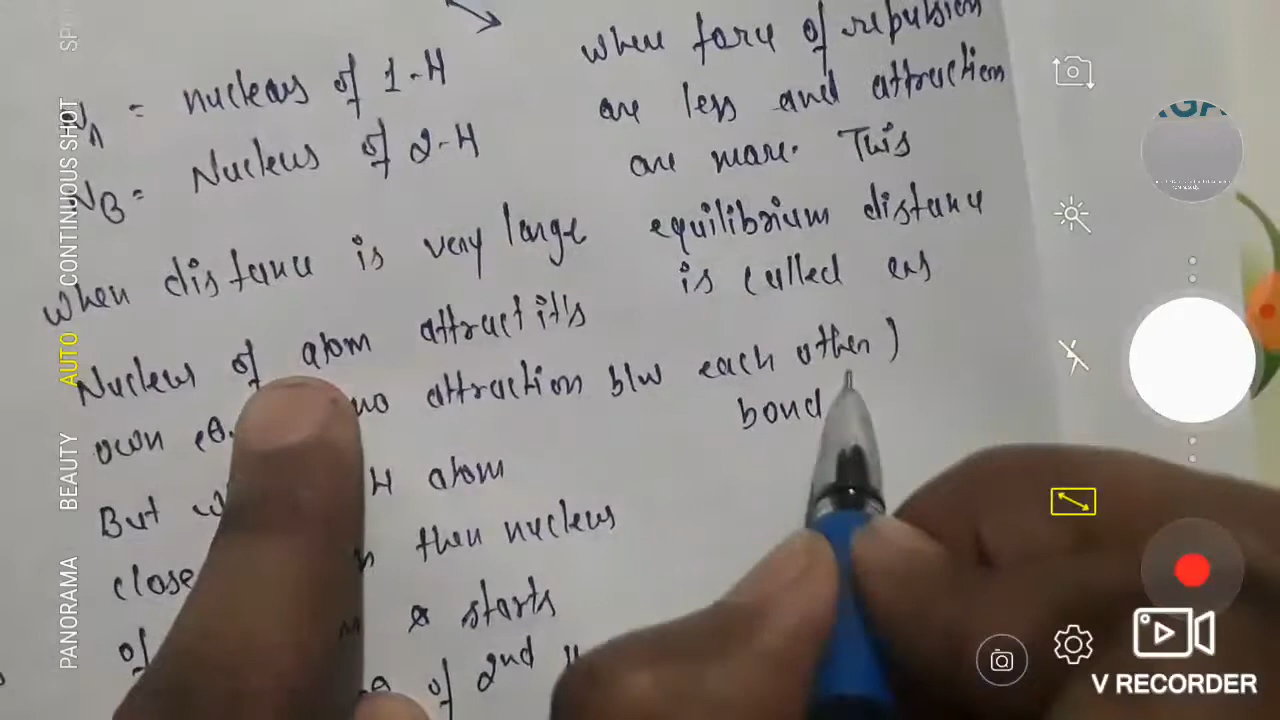 SP
CONTINUOUS SHOT
AUTO
BEAUTY
PANORAMA
NA = nucleus of 1-H
NB = Nucleus of 2-H
When distance is very large
Nucleus of atom attract it's
own no attraction b/w each other)
But H atom
close then nucleus
of starts
of 2nd
when force of repulsion
are less and attraction
are more. This
equilibrium distance
is called as
bond
V RECORDER